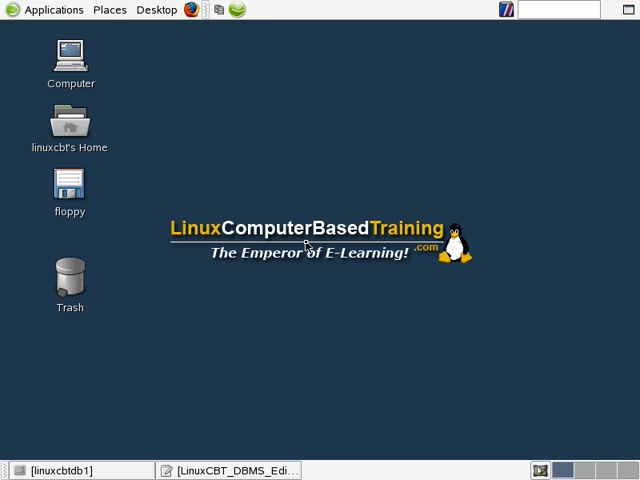 Applications Places Desktop
Computer
linuxcbt's Home
floppy
Trash
LinuxComputerBasedTraining
.com
The Emperor of E-Learning!
[linuxcbtdb1] [LinuxCBT_DBMS_Edi...